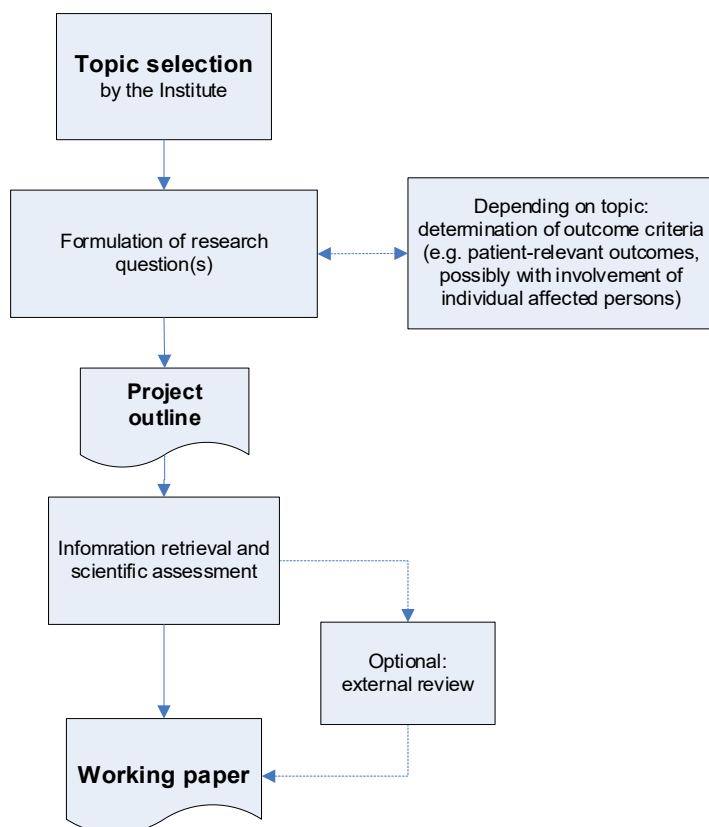 Topic selection
by the Institute
Formulation of research
question(s)
Depending on topic:
determination of outcome criteria
(e.g. patient-relevant outcomes,
possibly with involvement of
individual affected persons)
Project
outline
Infomration retrieval and
scientific assessment
Optional:
external review
Working paper